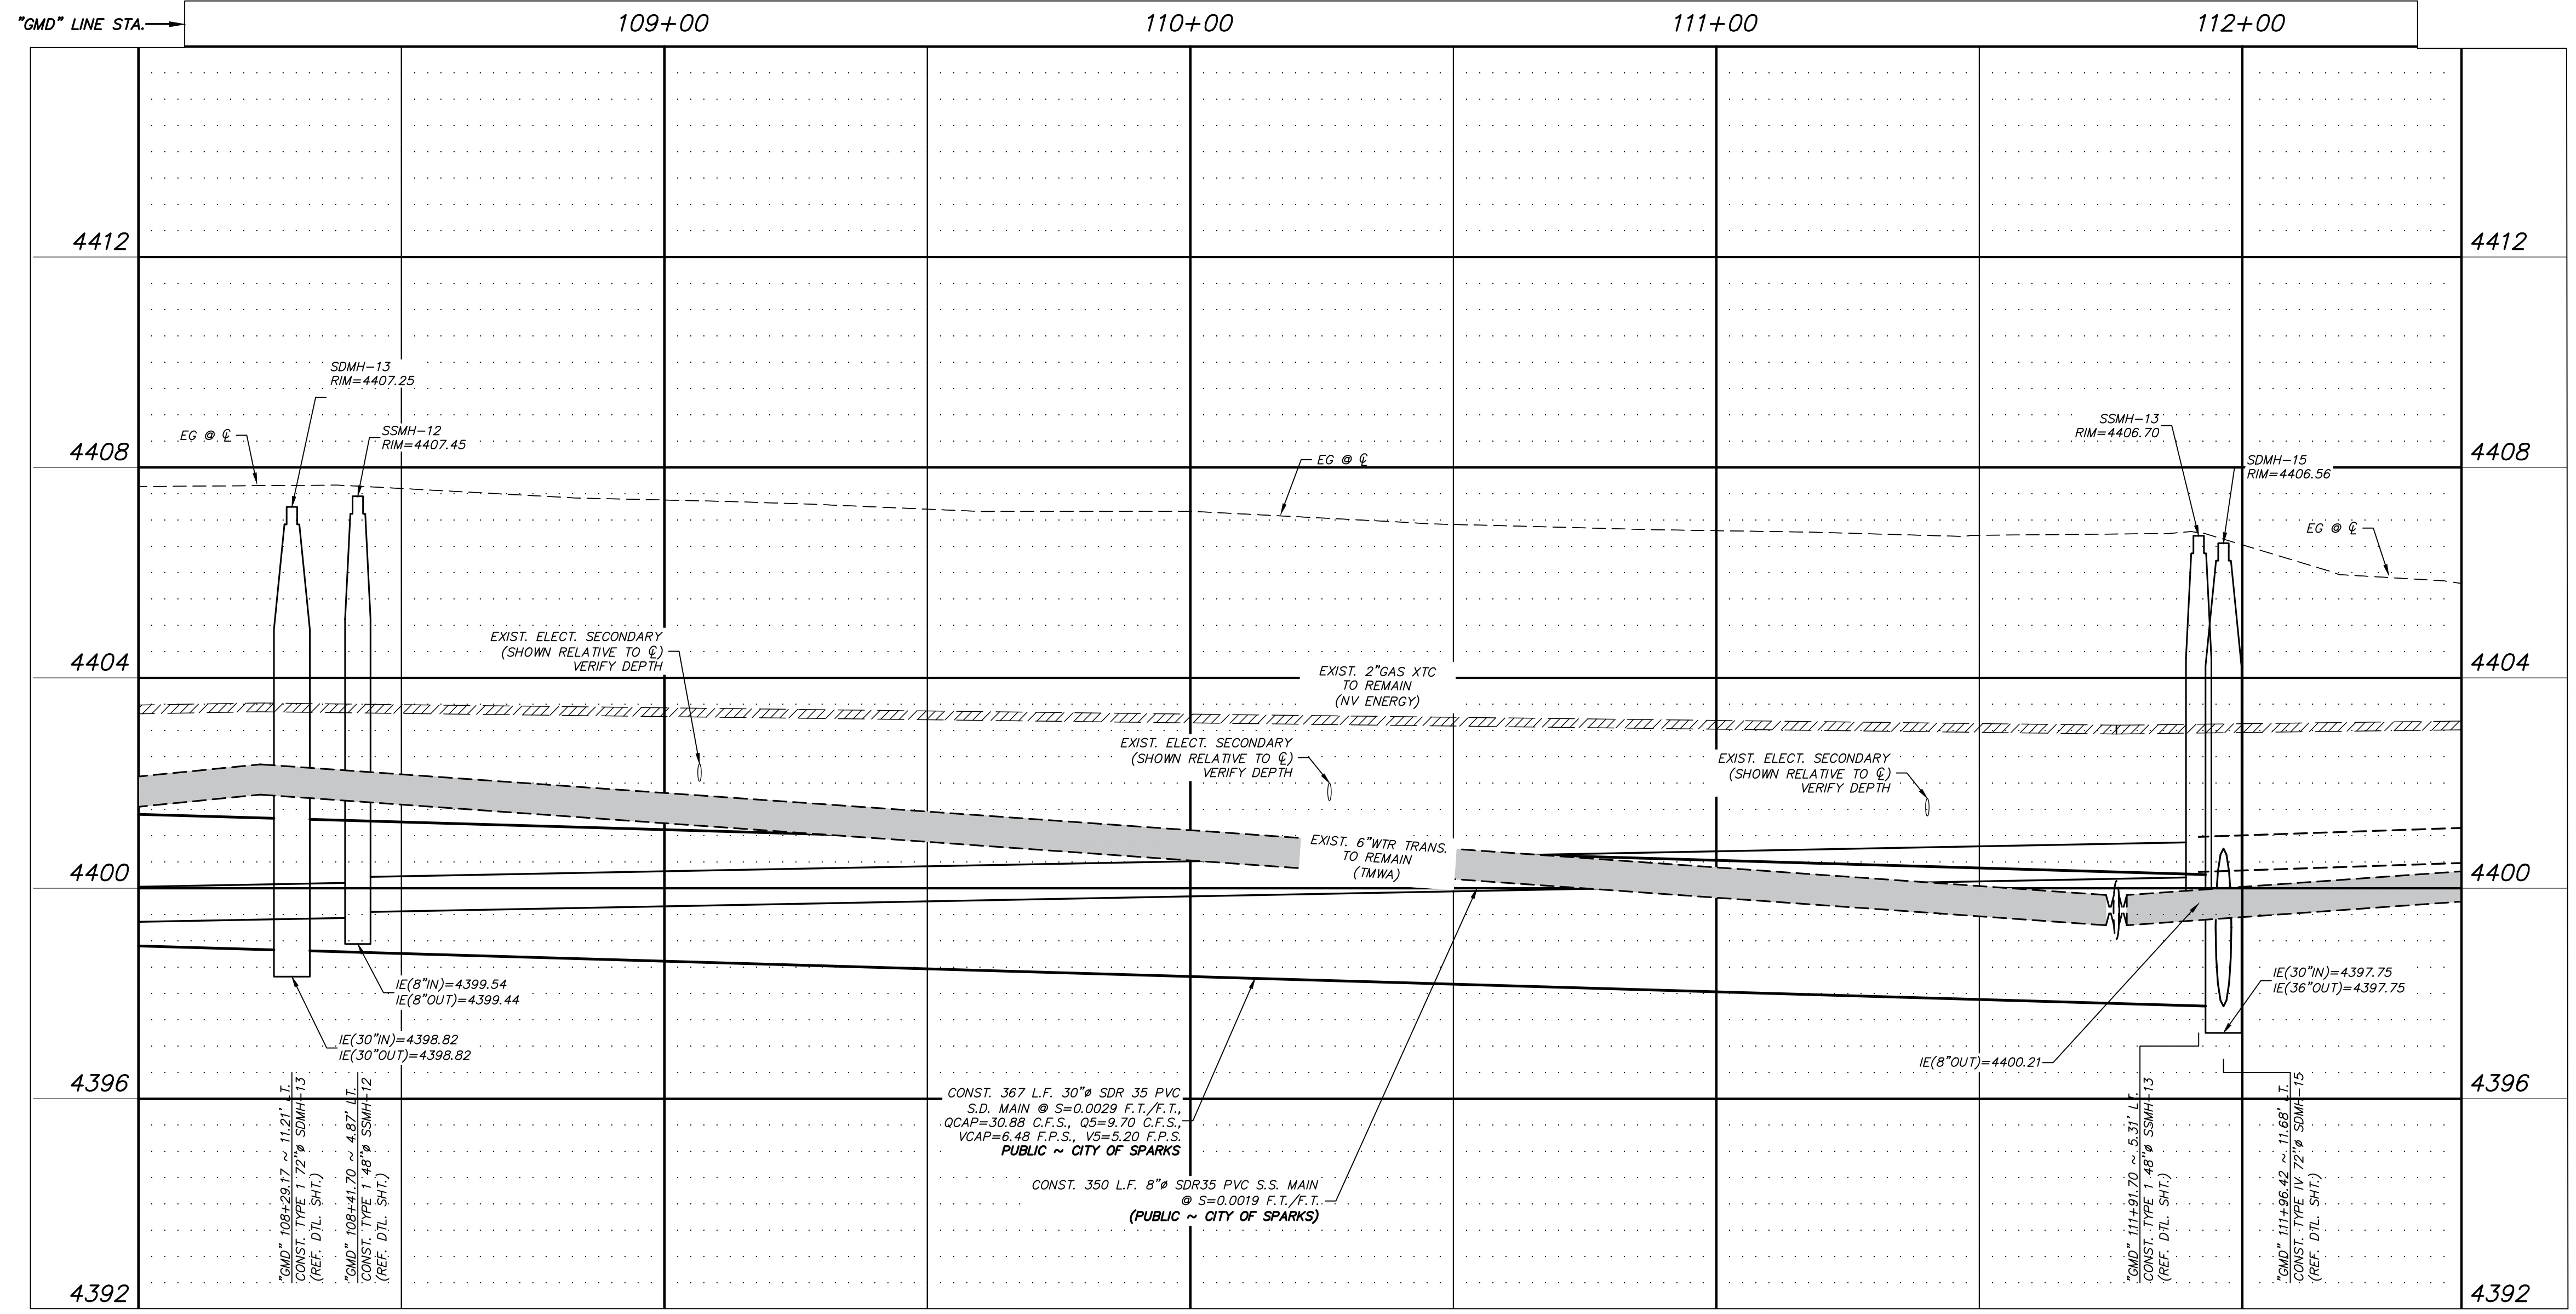 "GMD" LINE STA.
109+00
110+00
111+00
112+00
4412
4412
SDMH-13
RIM=4407.25
SSMH-12
RIM=4407.45
EG @ ℄
EG @ ℄
SSMH-13
RIM=4406.70
SDMH-15
RIM=4406.56
EG @ ℄
4408
4408
EXIST. ELECT. SECONDARY
(SHOWN RELATIVE TO ℄)
VERIFY DEPTH
4404
4404
EXIST. 2"GAS XTC
TO REMAIN
(NV ENERGY)
EXIST. ELECT. SECONDARY
(SHOWN RELATIVE TO ℄)
VERIFY DEPTH
EXIST. ELECT. SECONDARY
(SHOWN RELATIVE TO ℄)
VERIFY DEPTH
EXIST. 6"WTR TRANS.
TO REMAIN
(TMWA)
4400
4400
IE(8"IN)=4399.54
IE(8"OUT)=4399.44
IE(30"IN)=4398.82
IE(30"OUT)=4398.82
IE(30"IN)=4397.75
IE(36"OUT)=4397.75
IE(8"OUT)=4400.21
4396
4396
CONST. 367 L.F. 30"ø SDR 35 PVC
S.D. MAIN @ S=0.0029 F.T./F.T.,
QCAP=30.88 C.F.S., Q5=9.70 C.F.S.,
VCAP=6.48 F.P.S., V5=5.20 F.P.S.
PUBLIC ~ CITY OF SPARKS
CONST. 350 L.F. 8"ø SDR35 PVC S.S. MAIN
@ S=0.0019 F.T./F.T.
(PUBLIC ~ CITY OF SPARKS)
"GMD" 108+29.17 ~ 11.21' LT.
CONST. TYPE 1 72"ø SDMH-13
(REF. DTL. SHT.)
"GMD" 108+41.70 ~ 4.87' LT.
CONST. TYPE 1 48"ø SSMH-12
(REF. DTL. SHT.)
"GMD" 111+91.70 ~ 5.31' LT.
CONST. TYPE 1 48"ø SSMH-13
(REF. DTL. SHT.)
"GMD" 111+96.42 ~ 11.68' LT.
CONST. TYPE IV 72"ø SDMH-15
(REF. DTL. SHT.)
4392
4392